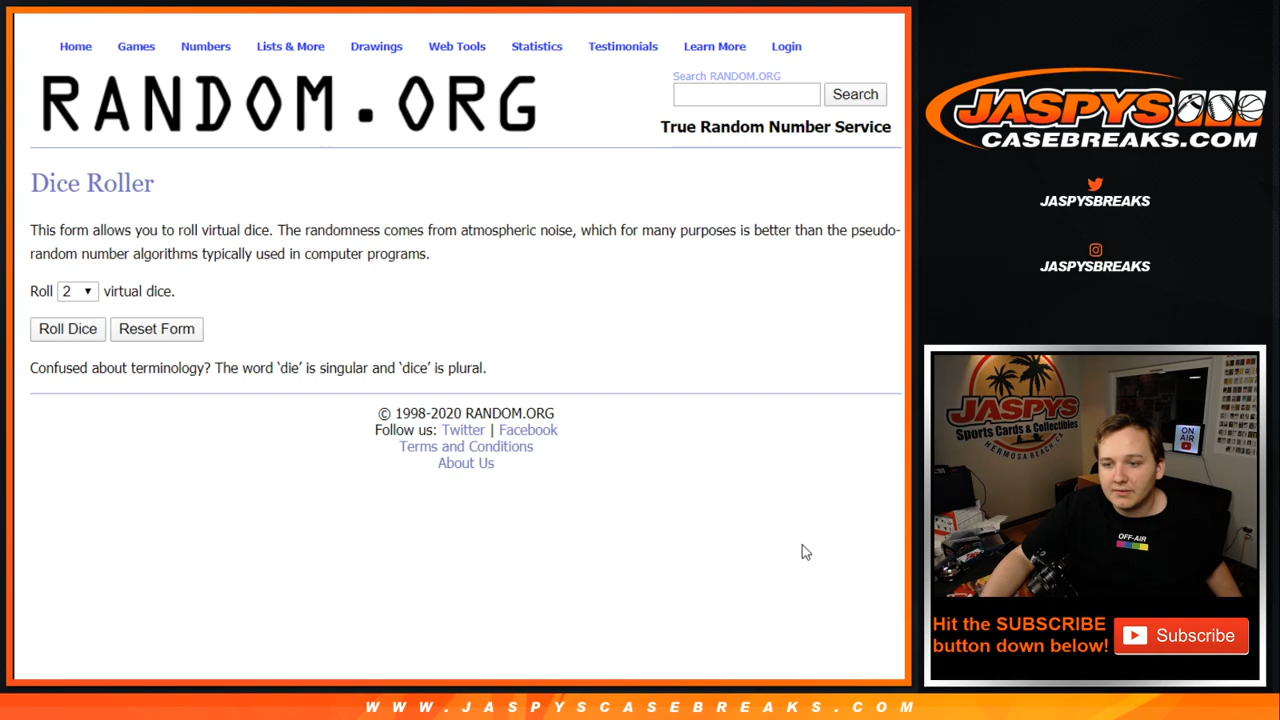 Home Games Numbers Lists & More Drawings Web Tools Statistics Testimonials Learn More Login
RANDOM.ORG
Search RANDOM.ORG
Search
True Random Number Service
Dice Roller
This form allows you to roll virtual dice. The randomness comes from atmospheric noise, which for many purposes is better than the pseudo-
random number algorithms typically used in computer programs.
Roll 2 virtual dice.
Roll Dice Reset Form
Confused about terminology? The word ‘die’ is singular and ‘dice’ is plural.
© 1998-2020 RANDOM.ORG
Follow us: Twitter | Facebook
Terms and Conditions
About Us
JASPYS
CASEBREAKS.COM
JASPYSBREAKS
JASPYSBREAKS
JASPYS
Sports Cards & Collectibles
HERMOSA BEACH, CA
ON
AIR
OFF-AIR
Hit the SUBSCRIBE
button down below!
Subscribe
WWW.JASPYSCASEBREAKS.COM